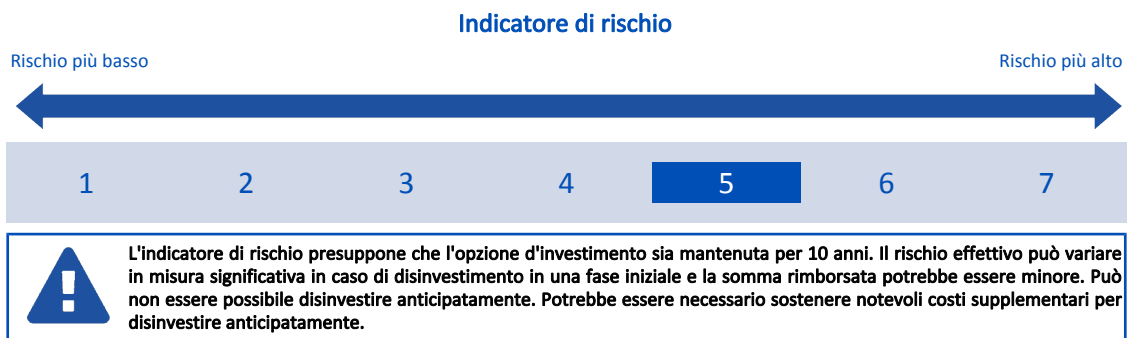 Indicatore di rischio
Rischio più basso
Rischio più alto
1 2 3 4 5 6 7
L'indicatore di rischio presuppone che l'opzione d'investimento sia mantenuta per 10 anni. Il rischio effettivo può variare
in misura significativa in caso di disinvestimento in una fase iniziale e la somma rimborsata potrebbe essere minore. Può
non essere possibile disinvestire anticipatamente. Potrebbe essere necessario sostenere notevoli costi supplementari per
disinvestire anticipatamente.